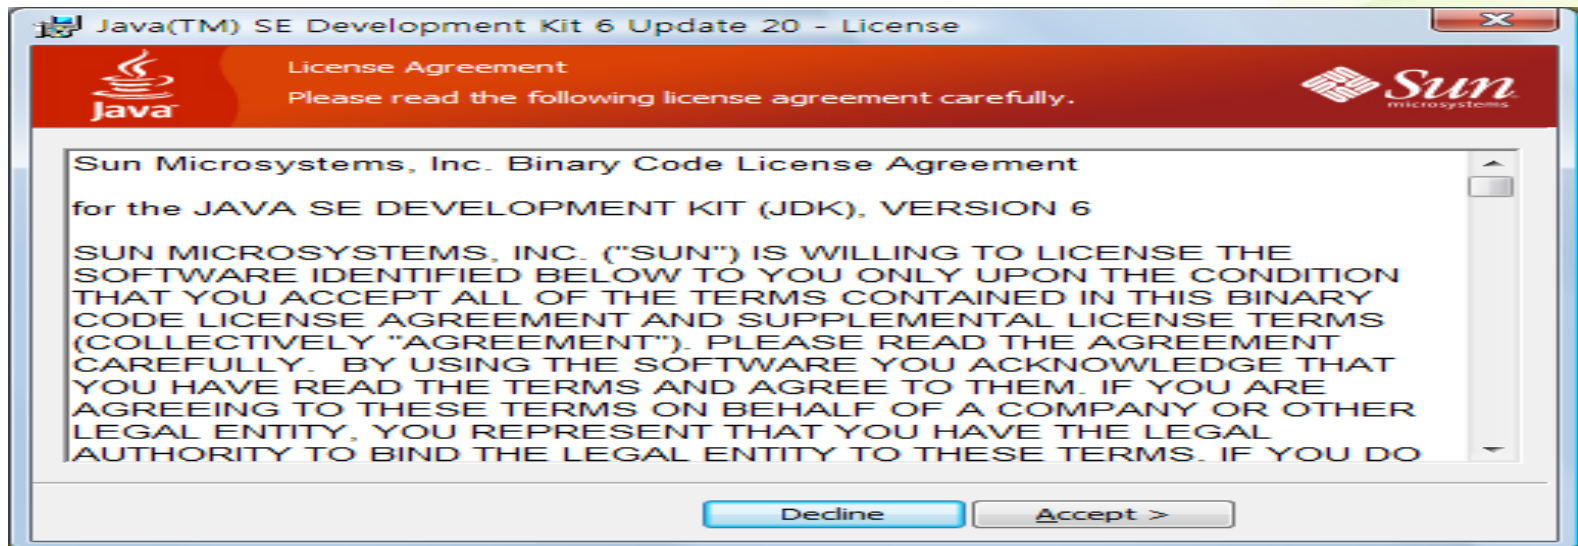 Java(TM) SE Development Kit 6 Update 20 - License
License Agreement
Please read the following license agreement carefully.
Java
Sun
microsystems
Sun Microsystems, Inc. Binary Code License Agreement
for the JAVA SE DEVELOPMENT KIT (JDK), VERSION 6
SUN MICROSYSTEMS, INC. ("SUN") IS WILLING TO LICENSE THE
SOFTWARE IDENTIFIED BELOW TO YOU ONLY UPON THE CONDITION
THAT YOU ACCEPT ALL OF THE TERMS CONTAINED IN THIS BINARY
CODE LICENSE AGREEMENT AND SUPPLEMENTAL LICENSE TERMS
(COLLECTIVELY "AGREEMENT"). PLEASE READ THE AGREEMENT
CAREFULLY.  BY USING THE SOFTWARE YOU ACKNOWLEDGE THAT
YOU HAVE READ THE TERMS AND AGREE TO THEM. IF YOU ARE
AGREEING TO THESE TERMS ON BEHALF OF A COMPANY OR OTHER
LEGAL ENTITY, YOU REPRESENT THAT YOU HAVE THE LEGAL
AUTHORITY TO BIND THE LEGAL ENTITY TO THESE TERMS. IF YOU DO
Decline
Accept >